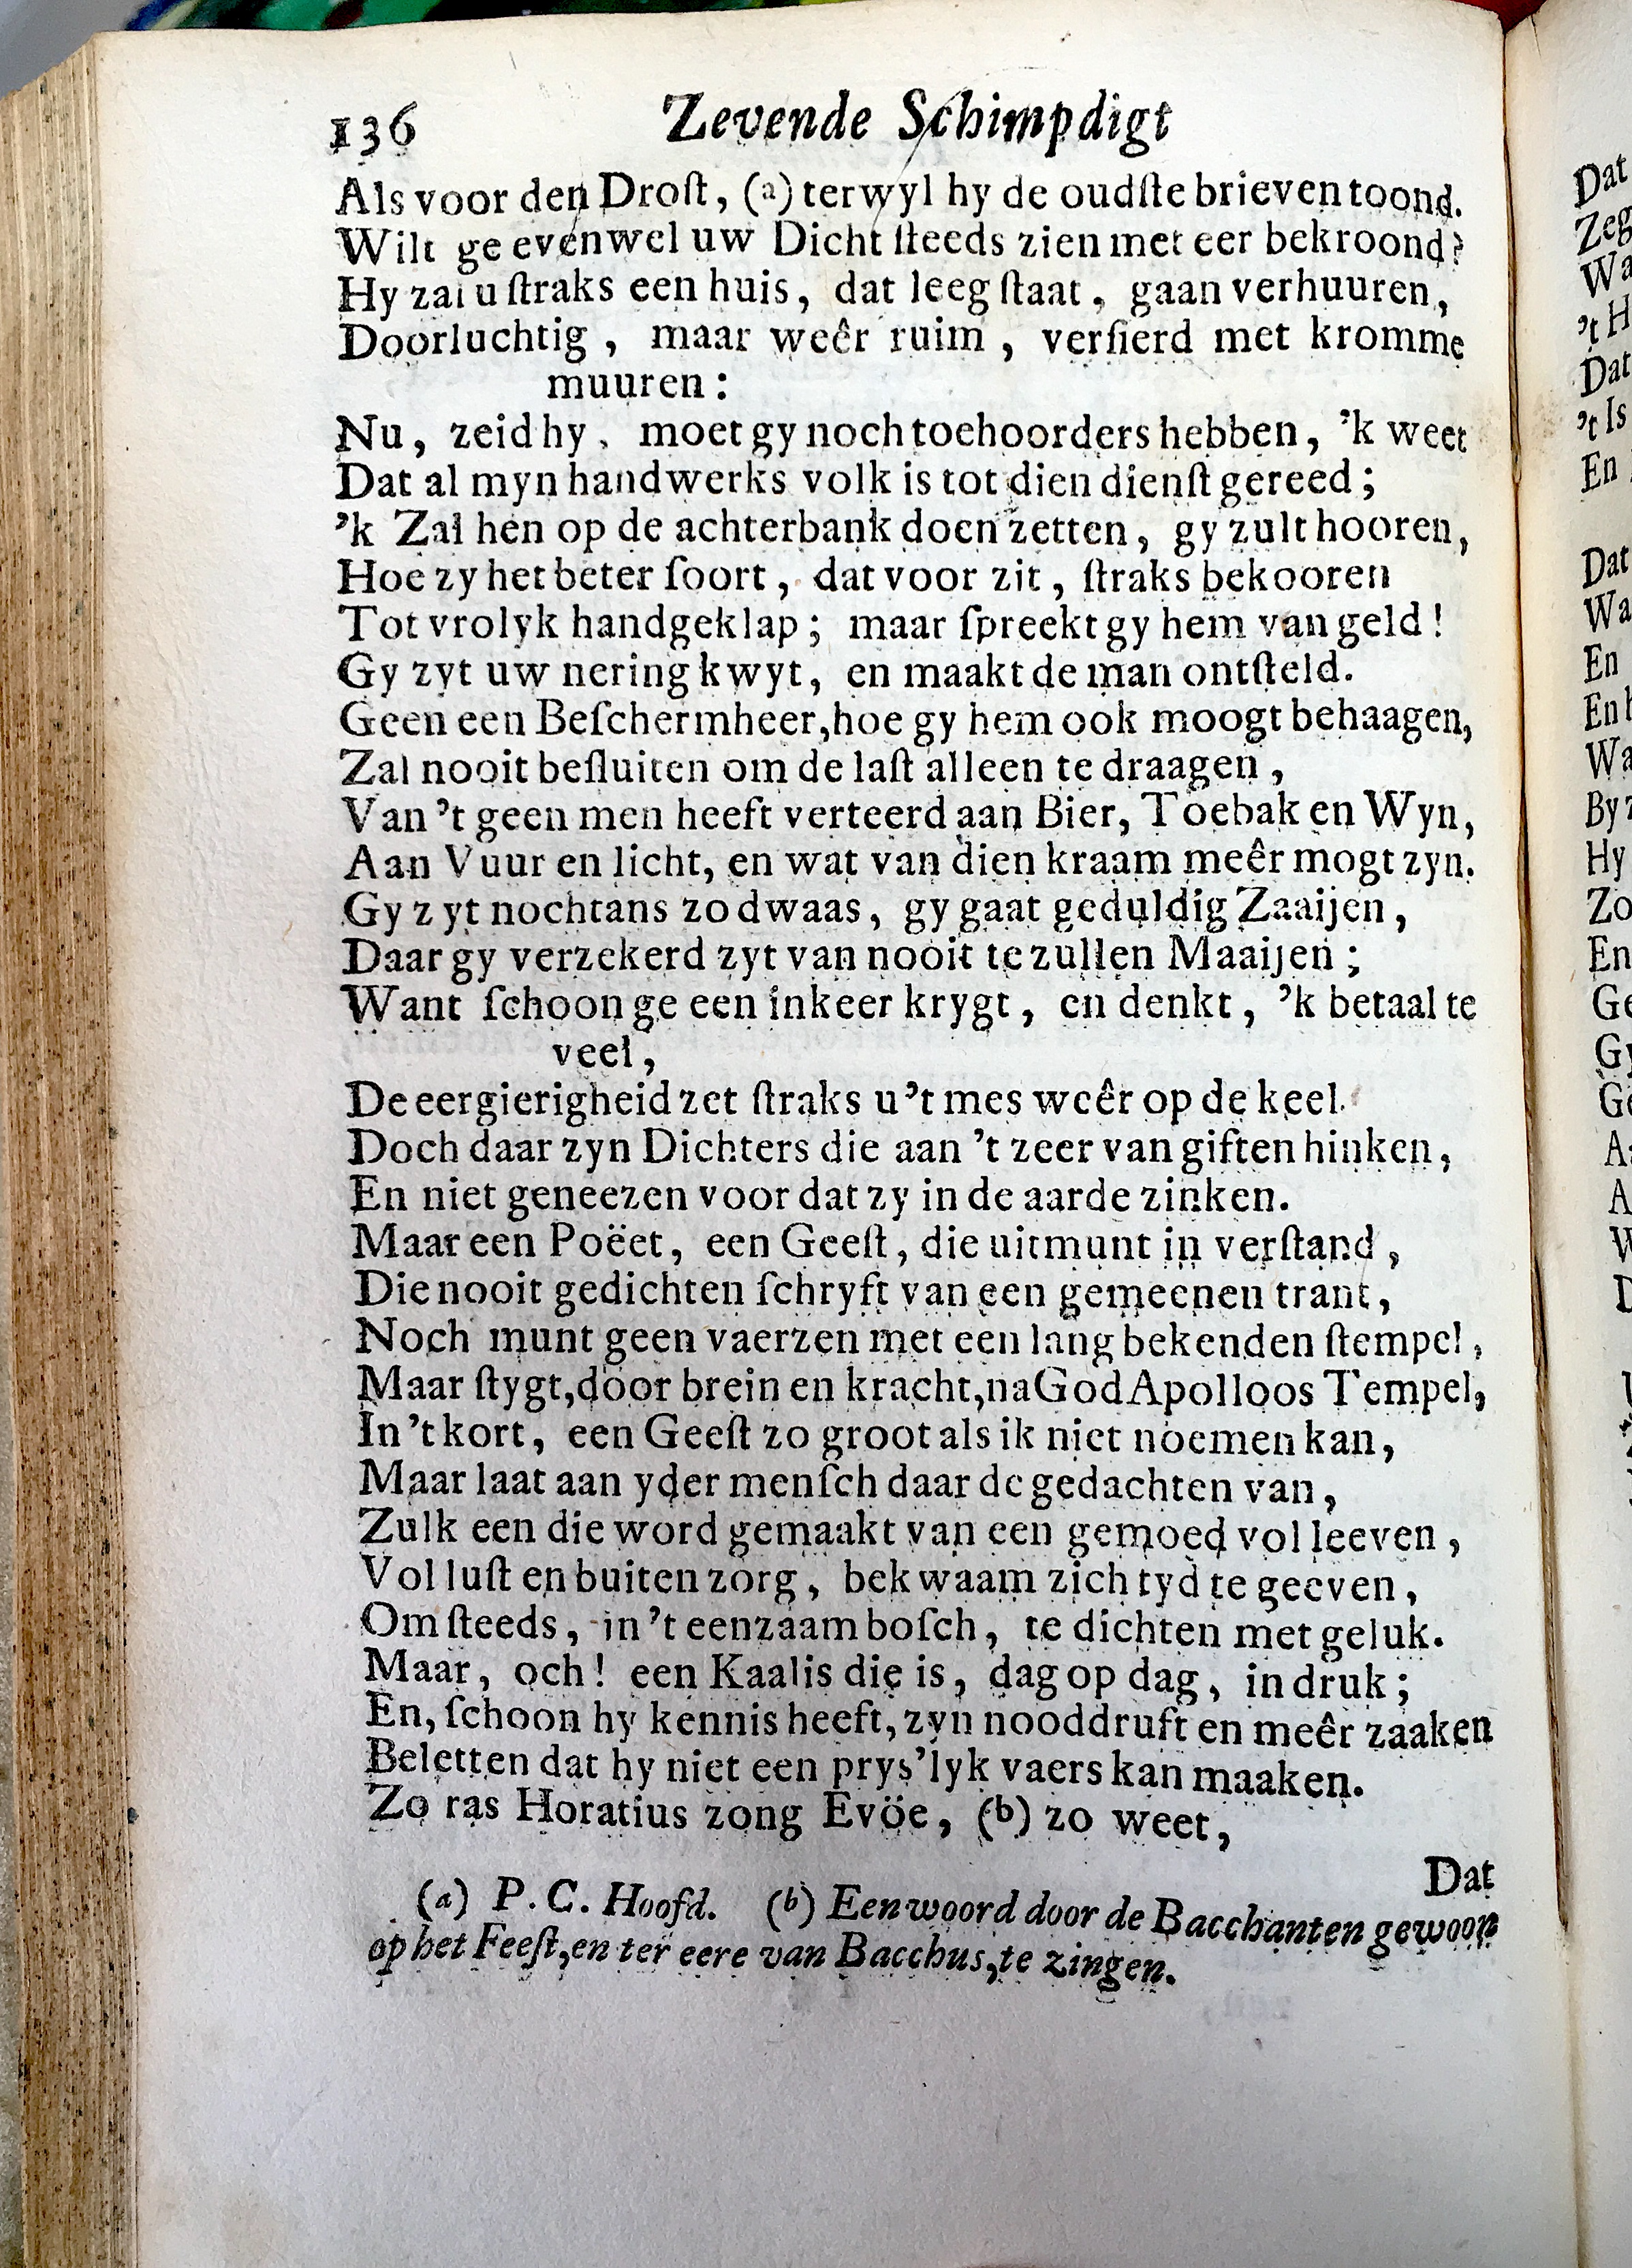 136 Zevende Schimpdigt
Als voor den Droſt, (a) terwyl hy de oudſte brieven toond.
Wilt ge evenwel uw Dicht ſteeds zien met eer bekroond?
Hy zal u ſtraks een huis, dat leeg ſtaat, gaan verhuuren,
Doorluchtig, maar weêr ruim, verſierd met kromme
muuren:
Nu, zeid hy, moet gy noch toehoorders hebben, 'k weet
Dat al myn handwerks volk is tot dien dienſt gereed;
'k Zal hen op de achterbank doen zetten, gy zult hooren,
Hoe zy het beter ſoort, dat voor zit, ſtraks bekooren
Tot vrolyk handgeklap; maar ſpreekt gy hem van geld!
Gy zyt uw nering kwyt, en maakt de man ontſteld.
Geen een Beſchermheer, hoe gy hem ook moogt behaagen,
Zal nooit beſluiten om de laſt alleen te draagen,
Van 't geen men heeft verteerd aan Bier, Toebak en Wyn,
Aan Vuur en licht, en wat van dien kraam meêr mogt zyn.
Gy zyt nochtans zo dwaas, gy gaat geduldig Zaaijen,
Daar gy verzekerd zyt van nooit te zullen Maaijen;
Want ſchoon ge een inkeer krygt, en denkt, 'k betaal te
veel,
De eergierigheid zet ſtraks u 't mes weêr op de keel.
Doch daar zyn Dichters die aan 't zeer van giften hinken,
En niet geneezen voor dat zy in de aarde zinken.
Maar een Poëet, een Geeſt, die uitmunt in verſtand,
Die nooit gedichten ſchryft van een gemeenen trant,
Noch munt geen vaerzen met een lang bekenden ſtempel,
Maar ſtygt, door brein en kracht, na God Apolloos Tempel,
In 't kort, een Geeſt zo groot als ik niet noemen kan,
Maar laat aan yder menſch daar de gedachten van,
Zulk een die word gemaakt van een gemoed vol leeven,
Vol luſt en buiten zorg, bekwaam zich tyd te geeven,
Om ſteeds, in 't eenzaam boſch, te dichten met geluk.
Maar, och! een Kaalis die is, dag op dag, in druk;
En, ſchoon hy kennis heeft, zyn nooddruft en meêr zaaken
Beletten dat hy niet een prys'lyk vaers kan maaken.
Zo ras Horatius zong Evöe, (b) zo weet,
Dat
(a) P. C. Hoofd. (b) Een woord door de Bacchanten gewoon
op het Feeſt, en ter eere van Bacchus, te zingen.
Dat
Zeg
Wa
't H
Dat
't Is
En
Dat
Wa
En
En
Wa
By
Hy
Zo
En
Ge
Gy